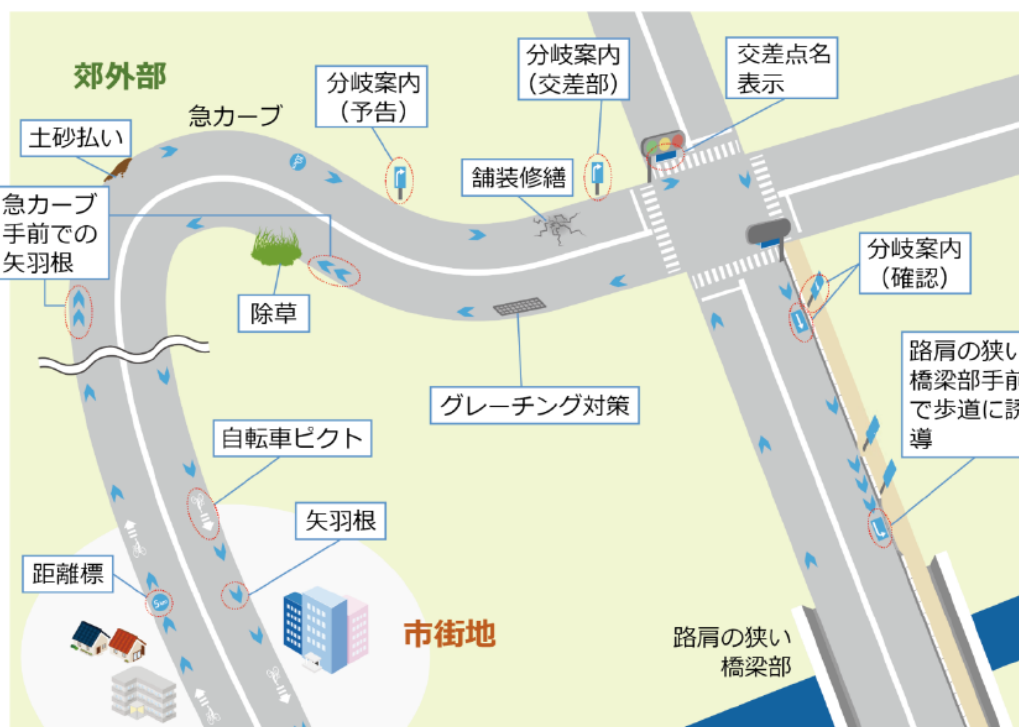 郊外部
土砂払い
急カーブ
分岐案内
（予告）
分岐案内
（交差部）
交差点名
表示
舗装修繕
急カーブ
手前での
矢羽根
除草
分岐案内
（確認）
グレーチング対策
路肩の狭い
橋梁部手前
で歩道に誘
導
自転車ピクト
矢羽根
距離標
5
市街地
路肩の狭い
橋梁部